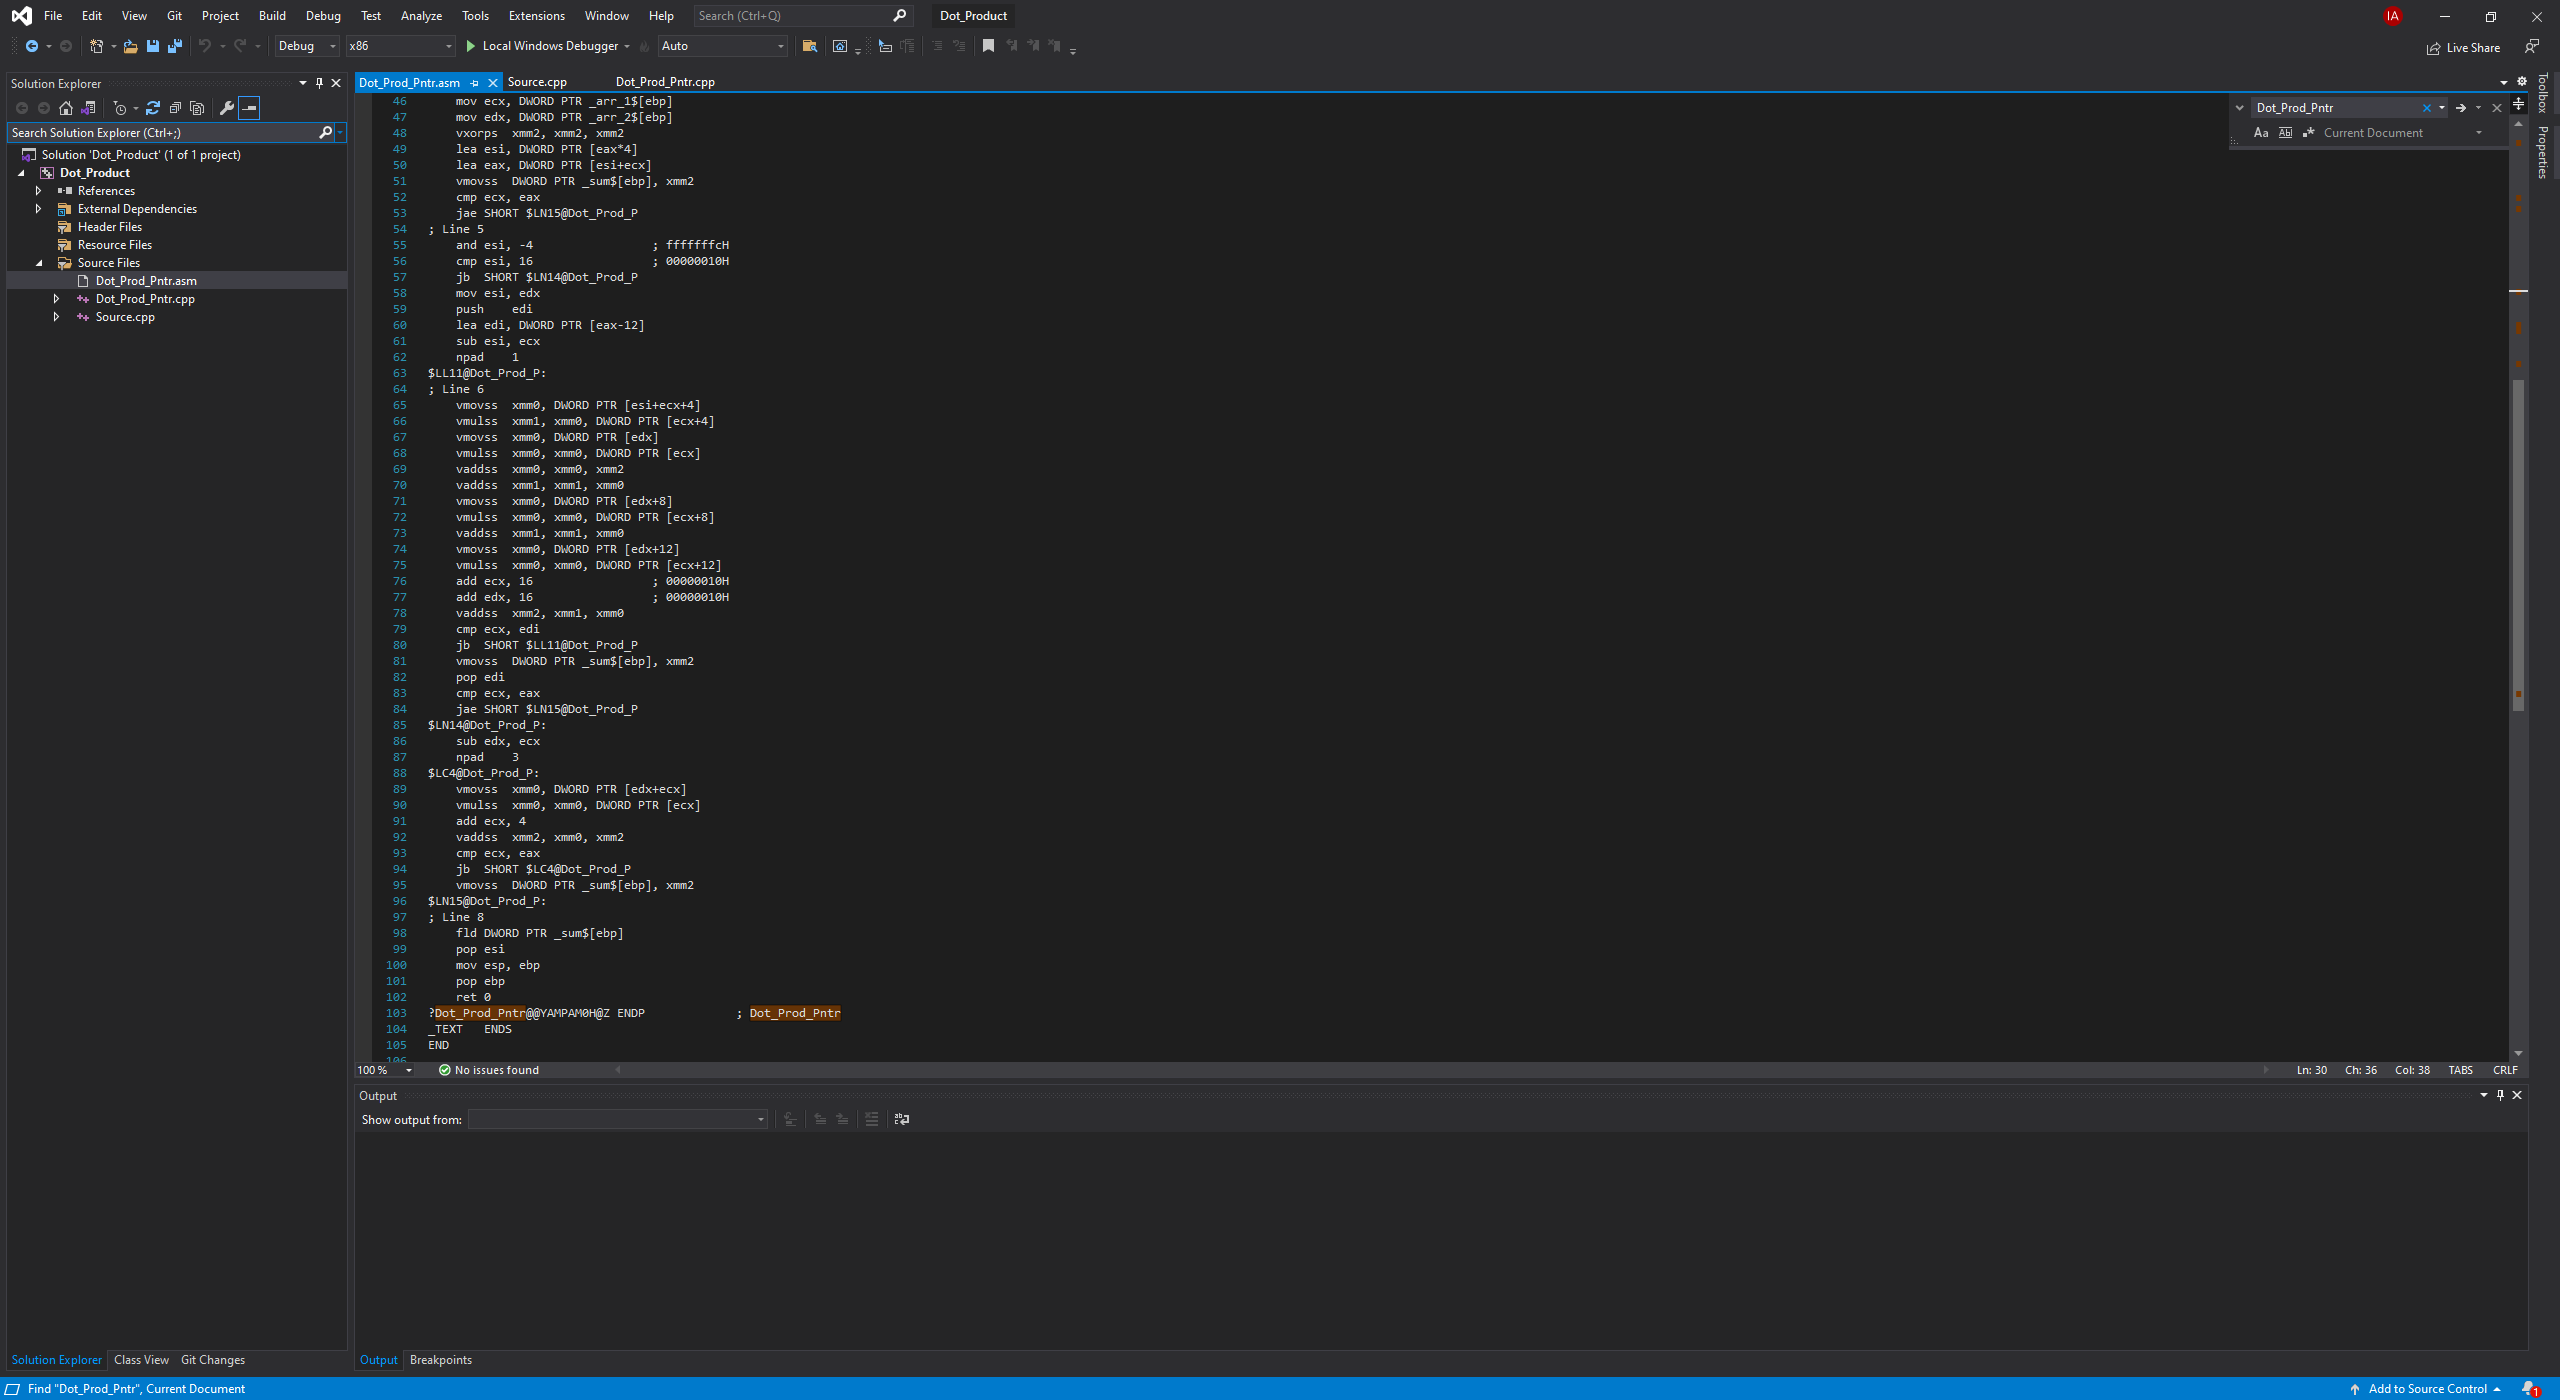 File Edit View Git Project Build Debug Test Analyze Tools Extensions Window Help Search (Ctrl+Q) Dot_Product IA
Debug x86 Local Windows Debugger Auto Live Share
Solution Explorer
Search Solution Explorer (Ctrl+;)
Solution 'Dot_Product' (1 of 1 project)
Dot_Product
References
External Dependencies
Header Files
Resource Files
Source Files
Dot_Prod_Pntr.asm
Dot_Prod_Pntr.cpp
Source.cpp
Solution Explorer Class View Git Changes
Dot_Prod_Pntr.asm Source.cpp Dot_Prod_Pntr.cpp
Dot_Prod_Pntr
Aa Ab Current Document
Toolbox
Properties
46 mov ecx, DWORD PTR _arr_1$[ebp]
47 mov edx, DWORD PTR _arr_2$[ebp]
48 vxorps xmm2, xmm2, xmm2
49 lea esi, DWORD PTR [eax*4]
50 lea eax, DWORD PTR [esi+ecx]
51 vmovss DWORD PTR _sum$[ebp], xmm2
52 cmp ecx, eax
53 jae SHORT $LN15@Dot_Prod_P
54 ; Line 5
55 and esi, -4 ; fffffffcH
56 cmp esi, 16 ; 00000010H
57 jb SHORT $LN14@Dot_Prod_P
58 mov esi, edx
59 push edi
60 lea edi, DWORD PTR [eax-12]
61 sub esi, ecx
62 npad 1
63 $LL11@Dot_Prod_P:
64 ; Line 6
65 vmovss xmm0, DWORD PTR [esi+ecx+4]
66 vmulss xmm1, xmm0, DWORD PTR [ecx+4]
67 vmovss xmm0, DWORD PTR [edx]
68 vmulss xmm0, xmm0, DWORD PTR [ecx]
69 vaddss xmm0, xmm0, xmm2
70 vaddss xmm1, xmm1, xmm0
71 vmovss xmm0, DWORD PTR [edx+8]
72 vmulss xmm0, xmm0, DWORD PTR [ecx+8]
73 vaddss xmm1, xmm1, xmm0
74 vmovss xmm0, DWORD PTR [edx+12]
75 vmulss xmm0, xmm0, DWORD PTR [ecx+12]
76 add ecx, 16 ; 00000010H
77 add edx, 16 ; 00000010H
78 vaddss xmm2, xmm1, xmm0
79 cmp ecx, edi
80 jb SHORT $LL11@Dot_Prod_P
81 vmovss DWORD PTR _sum$[ebp], xmm2
82 pop edi
83 cmp ecx, eax
84 jae SHORT $LN15@Dot_Prod_P
85 $LN14@Dot_Prod_P:
86 sub edx, ecx
87 npad 3
88 $LC4@Dot_Prod_P:
89 vmovss xmm0, DWORD PTR [edx+ecx]
90 vmulss xmm0, xmm0, DWORD PTR [ecx]
91 add ecx, 4
92 vaddss xmm2, xmm0, xmm2
93 cmp ecx, eax
94 jb SHORT $LC4@Dot_Prod_P
95 vmovss DWORD PTR _sum$[ebp], xmm2
96 $LN15@Dot_Prod_P:
97 ; Line 8
98 fld DWORD PTR _sum$[ebp]
99 pop esi
100 mov esp, ebp
101 pop ebp
102 ret 0
103 ?Dot_Prod_Pntr@@YAMPAM0H@Z ENDP ; Dot_Prod_Pntr
104 _TEXT ENDS
105 END
106
100 % No issues found Ln: 30 Ch: 36 Col: 38 TABS CRLF
Output
Show output from:
Output Breakpoints
Find "Dot_Prod_Pntr", Current Document Add to Source Control 1